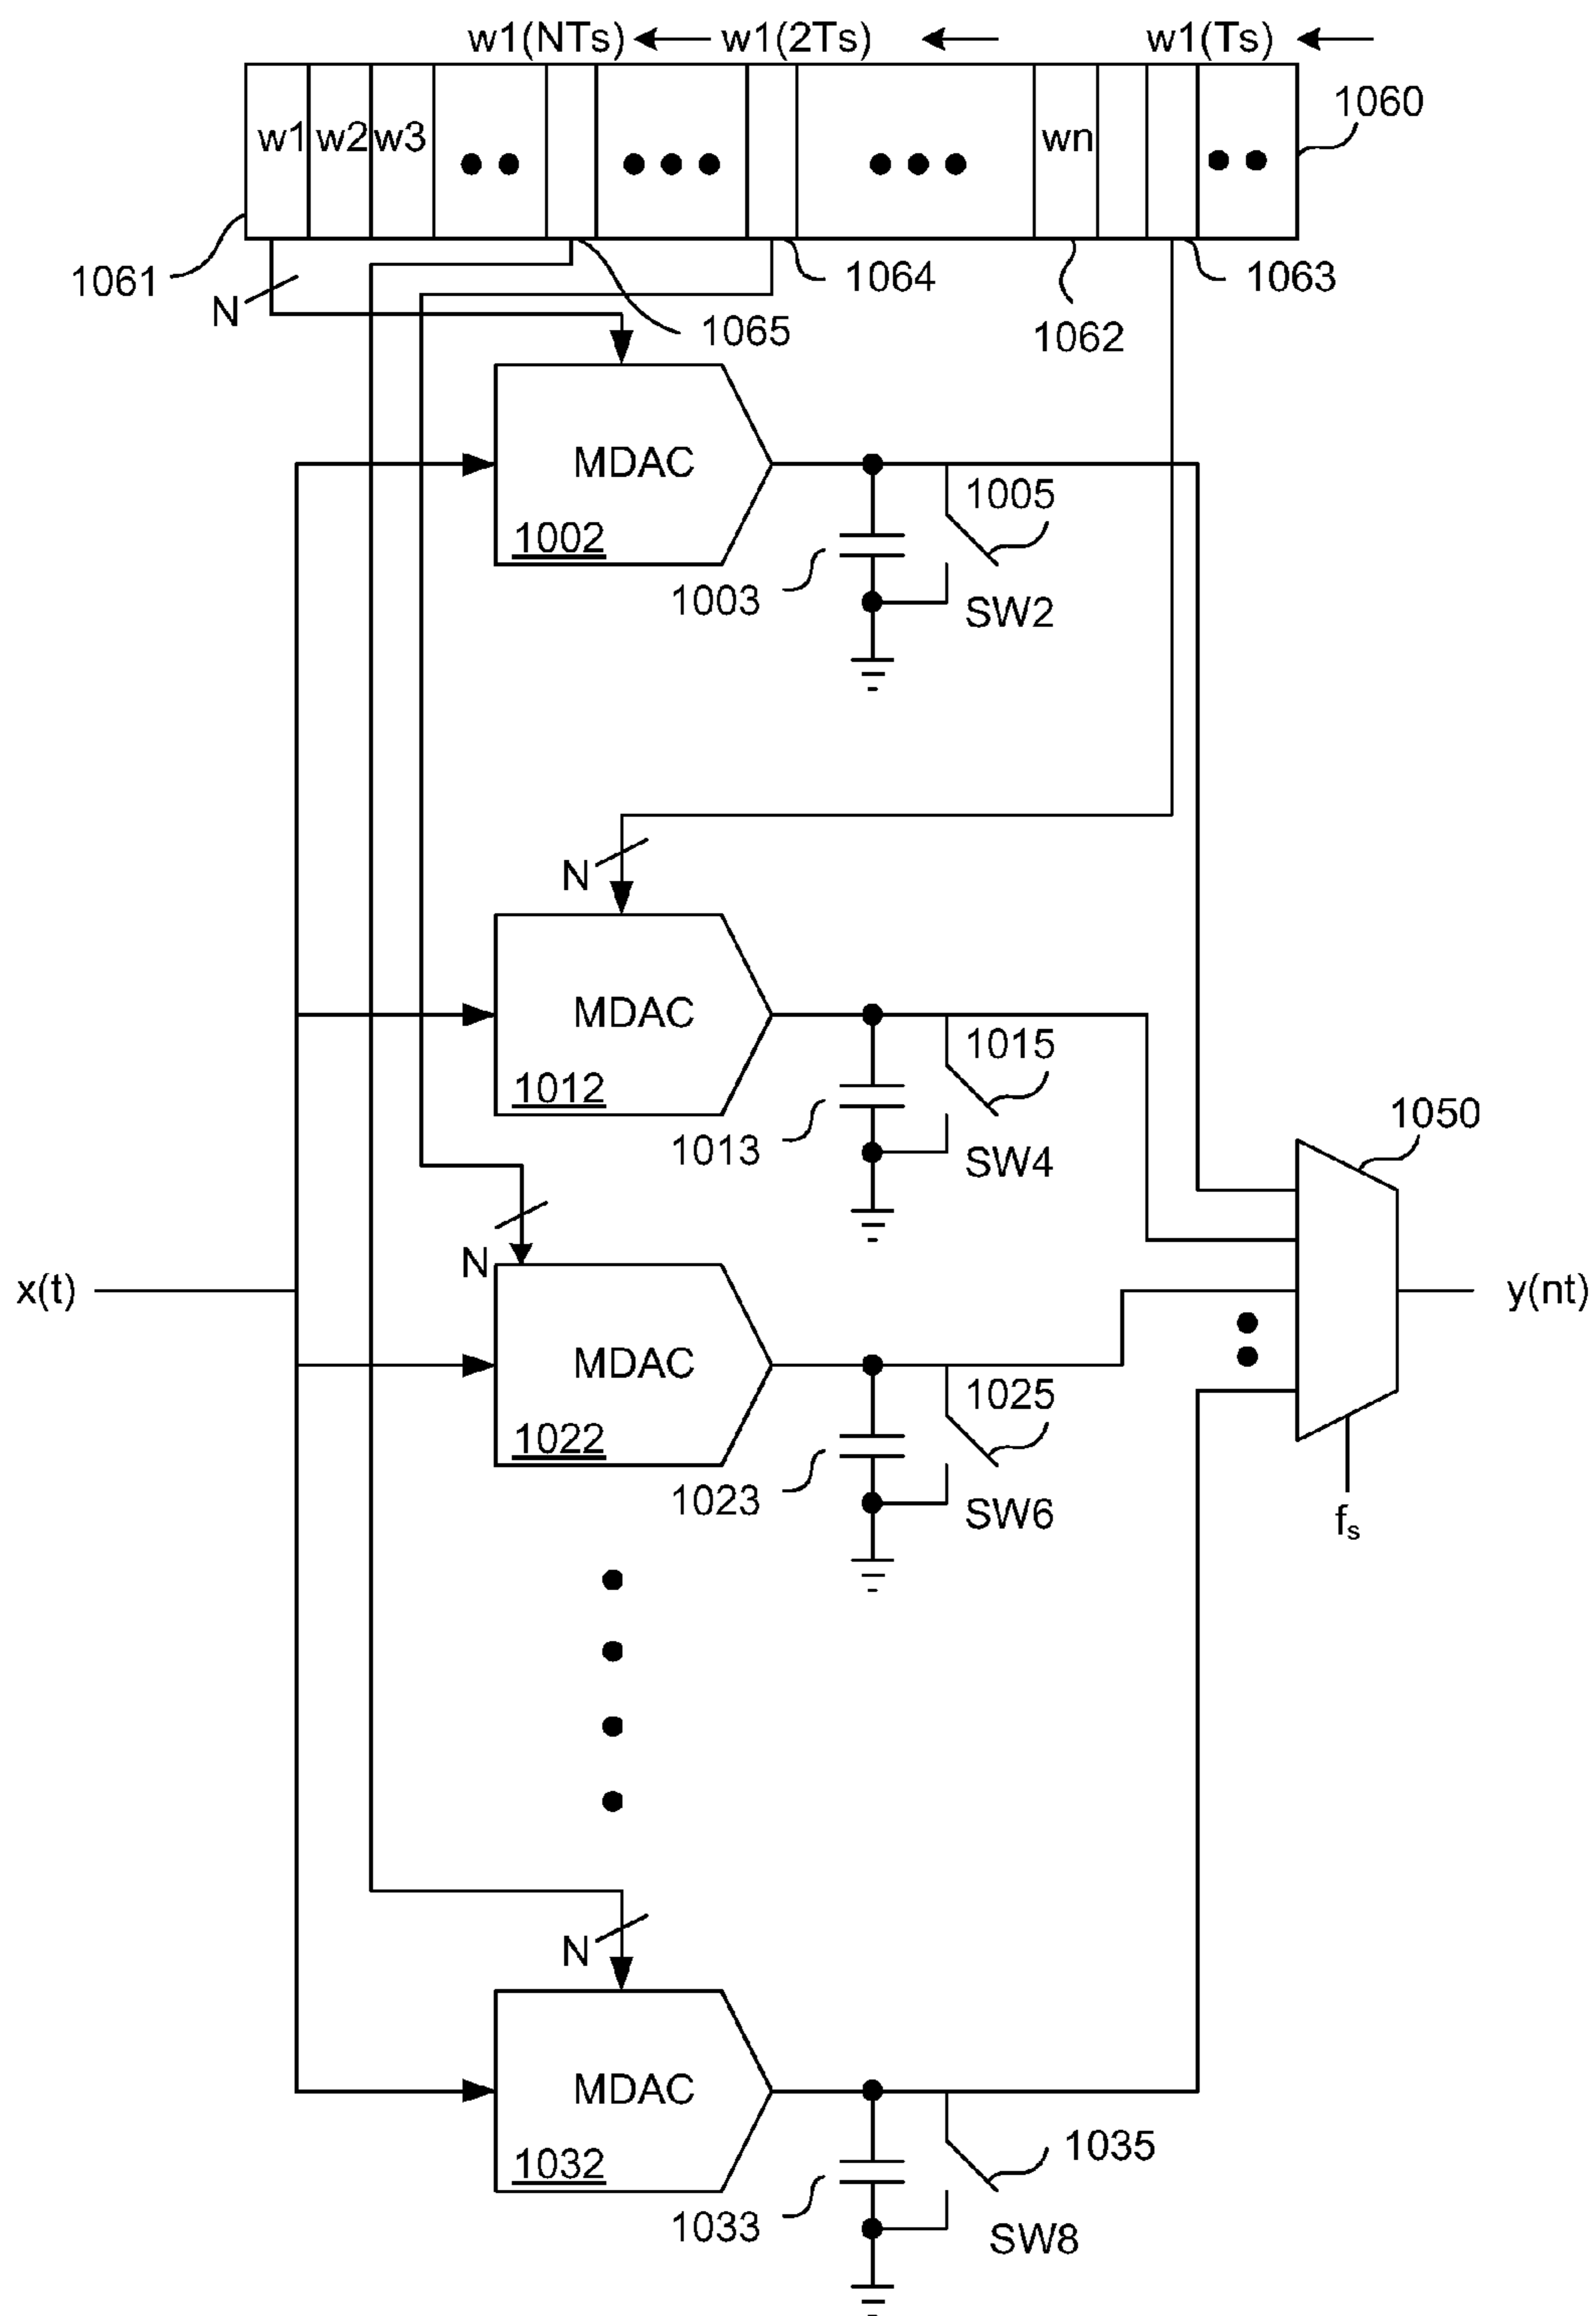 w1(NTs) w1(2Ts) w1(Ts)
1060
w1 w2 w3 wn
1061 1064 1063
N 1065 1062
MDAC
1002
1005
1003 SW2
N
MDAC
1012
1015
1013 SW4
1050
N
x(t) y(nt)
MDAC
1022
1025
1023 SW6
fs
N
MDAC
1032
1035
1033 SW8